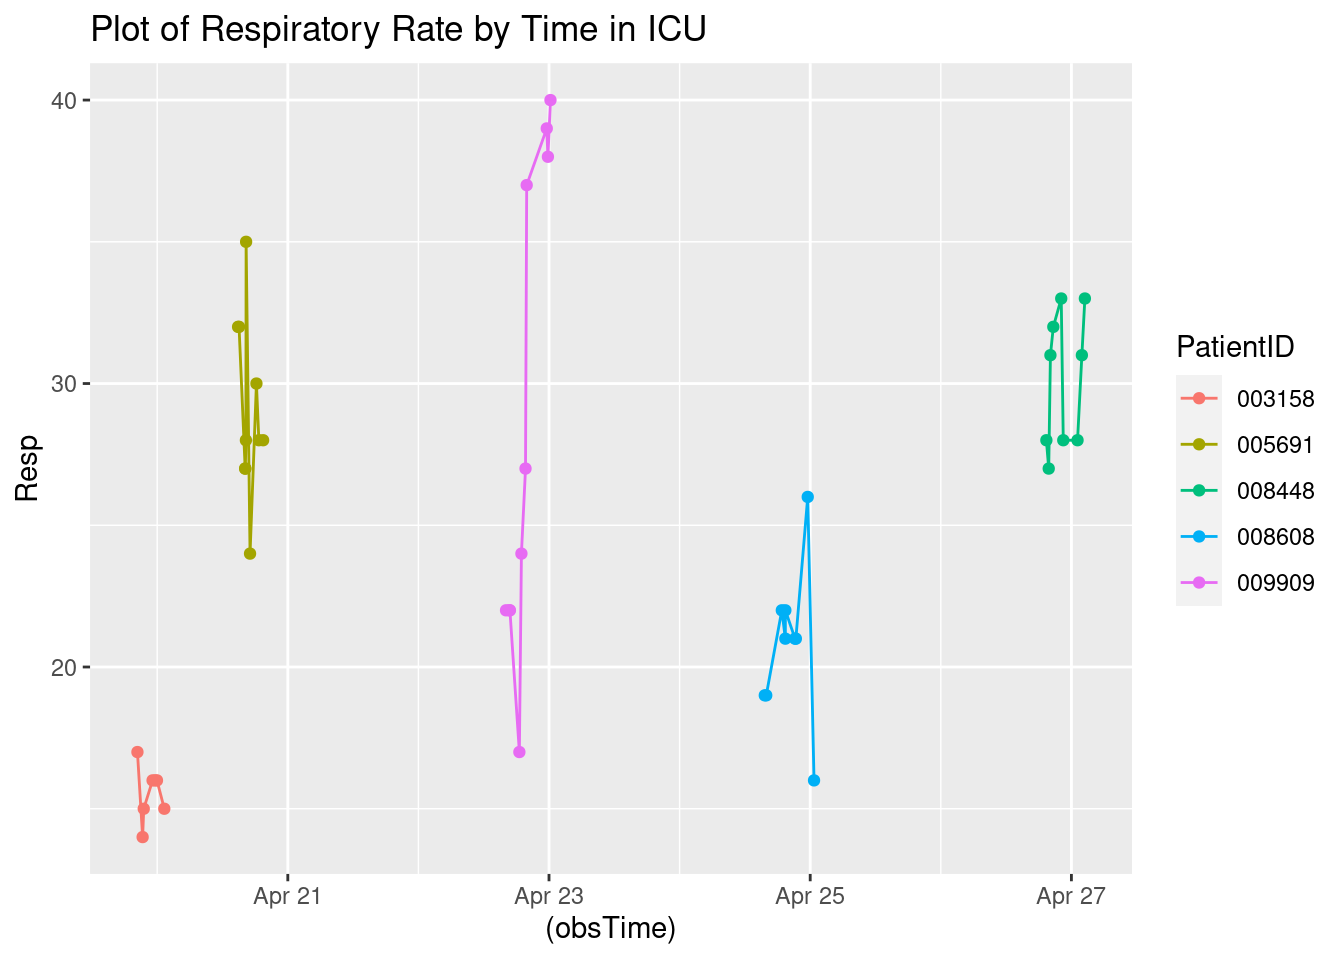 Plot of Respiratory Rate by Time in ICU
40
30
20
Resp
Apr 21
Apr 23
Apr 25
Apr 27
(obsTime)
PatientID
003158
005691
008448
008608
009909